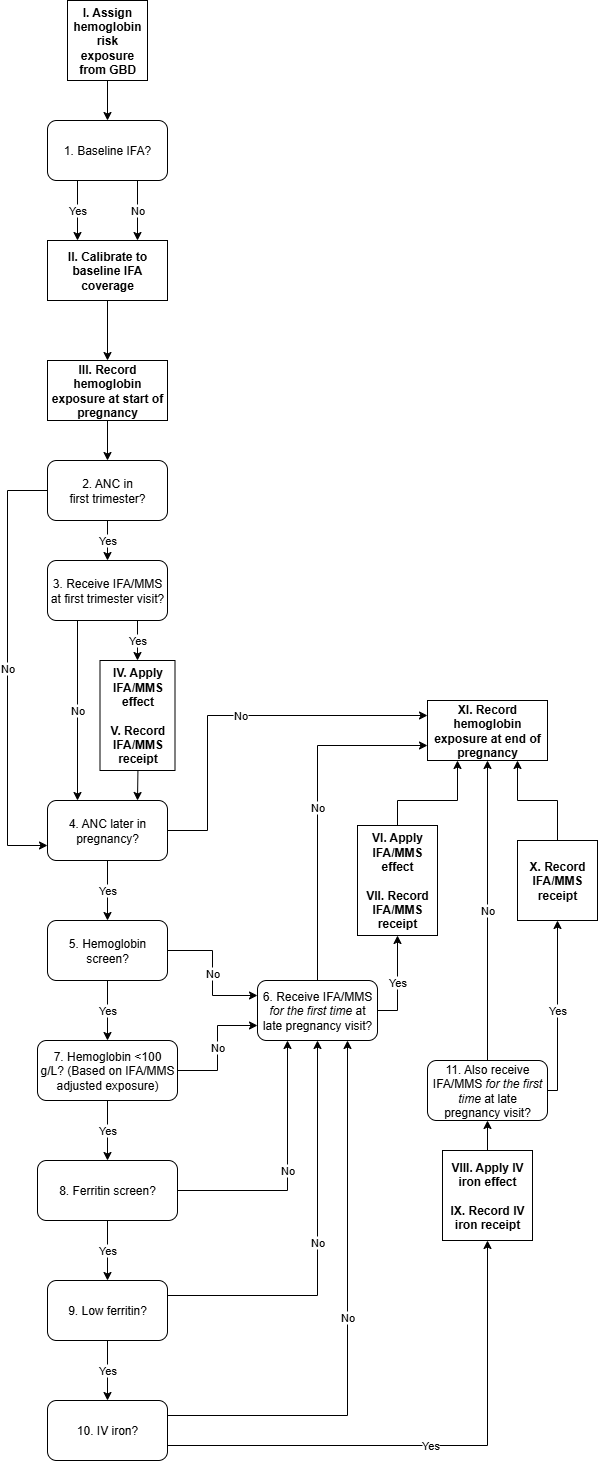 I. Assign
hemoglobin
risk
exposure
from GBD
1. Baseline IFA?
Yes
No
II. Calibrate to
baseline IFA
coverage
III. Record
hemoglobin
exposure at start of
pregnancy
2. ANC in
first trimester?
Yes
No
3. Receive IFA/MMS
at first trimester visit?
Yes
No
IV. Apply
IFA/MMS
effect
V. Record
IFA/MMS
receipt
4. ANC later in
pregnancy?
No
Yes
XI. Record
hemoglobin
exposure at end of
pregnancy
5. Hemoglobin
screen?
No
Yes
6. Receive IFA/MMS
for the first time at
late pregnancy visit?
No
Yes
VI. Apply
IFA/MMS
effect
VII. Record
IFA/MMS
receipt
7. Hemoglobin <100
g/L? (Based on IFA/MMS
adjusted exposure)
No
Yes
8. Ferritin screen?
No
Yes
9. Low ferritin?
No
Yes
10. IV iron?
No
Yes
VIII. Apply IV
iron effect
IX. Record IV
iron receipt
11. Also receive
IFA/MMS for the first
time at late
pregnancy visit?
No
Yes
X. Record
IFA/MMS
receipt